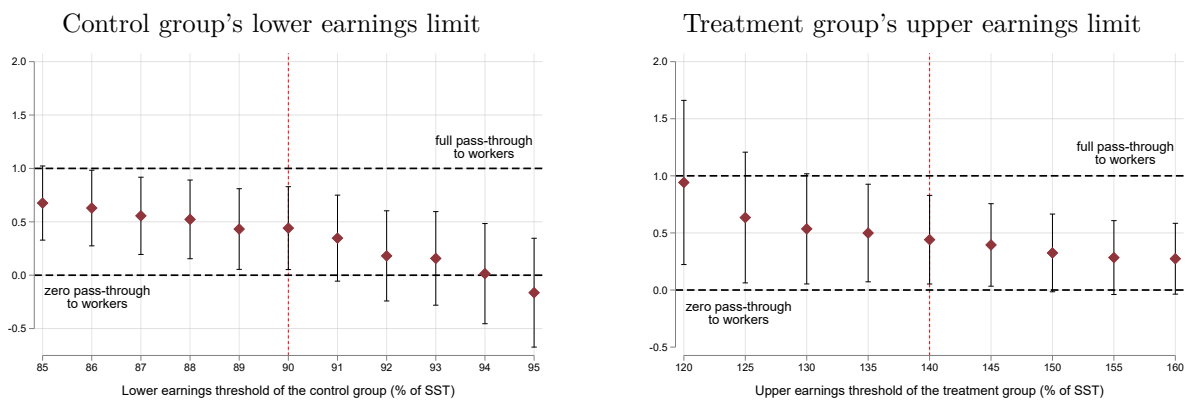 Control group's lower earnings limit
2.0
1.5
1.0
0.5
0.0
-0.5
full pass-through
to workers
zero pass-through
to workers
85 86 87 88 89 90 91 92 93 94 95
Lower earnings threshold of the control group (% of SST)
Treatment group's upper earnings limit
2.0
1.5
1.0
0.5
0.0
-0.5
full pass-through
to workers
zero pass-through
to workers
120 125 130 135 140 145 150 155 160
Upper earnings threshold of the treatment group (% of SST)